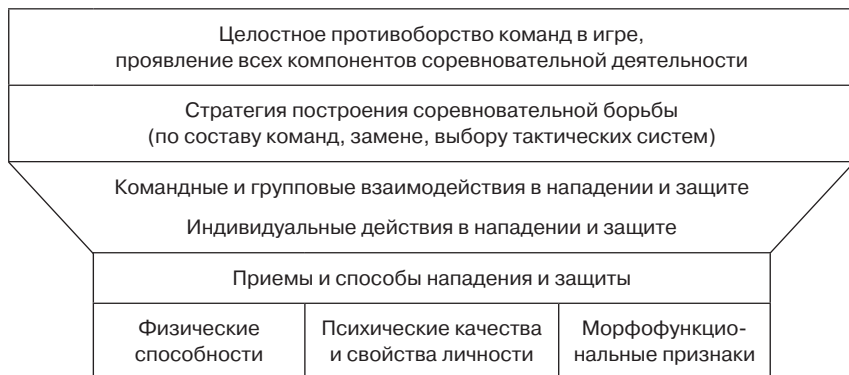 Целостное противоборство команд в игре,
проявление всех компонентов соревновательной деятельности
Стратегия построения соревновательной борьбы
(по составу команд, замене, выбору тактических систем)
Командные и групповые взаимодействия в нападении и защите
Индивидуальные действия в нападении и защите
Приемы и способы нападения и защиты
Физические
способности
Психические качества
и свойства личности
Морфофункцио-
нальные признаки